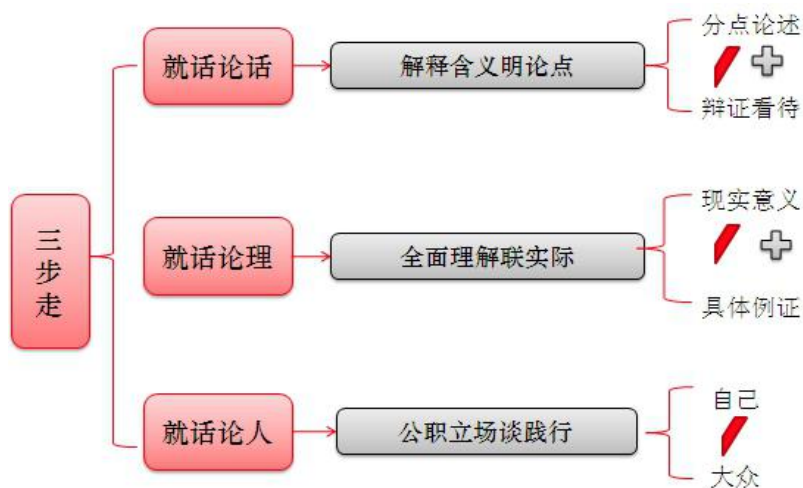 三步走
就话论话
解释含义明论点
分点论述
辩证看待
就话论理
全面理解联实际
现实意义
具体例证
就话论人
公职立场谈践行
自己
大众